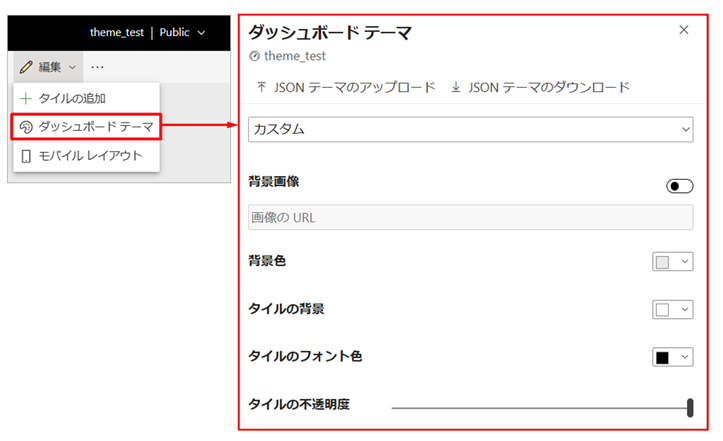 theme_test | Public
編集
タイルの追加
ダッシュボード テーマ
モバイル レイアウト
ダッシュボード テーマ
theme_test
JSON テーマのアップロード JSON テーマのダウンロード
カスタム
背景画像
画像の URL
背景色
タイルの背景
タイルのフォント色
タイルの不透明度